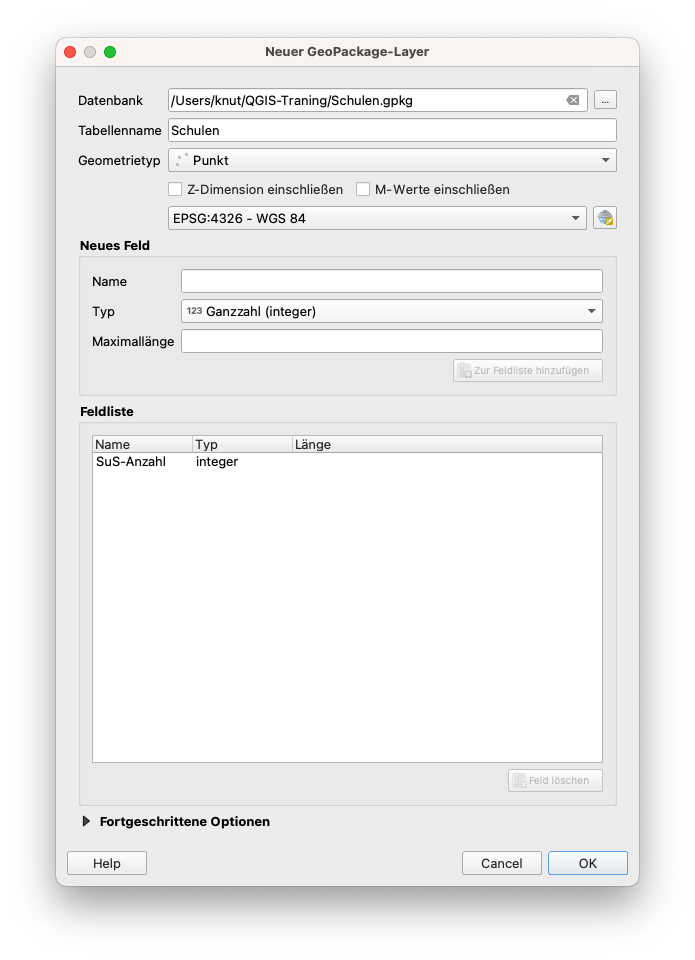 Neuer GeoPackage-Layer
Datenbank /Users/knut/QGIS-Traning/Schulen.gpkg ...
Tabellenname Schulen
Geometrietyp Punkt
Z-Dimension einschließen M-Werte einschließen
EPSG:4326 - WGS 84
Neues Feld
Name
Typ 123 Ganzzahl (integer)
Maximallänge
Zur Feldliste hinzufügen
Feldliste
Name Typ Länge
SuS-Anzahl integer
Feld löschen
Fortgeschrittene Optionen
Help Cancel OK